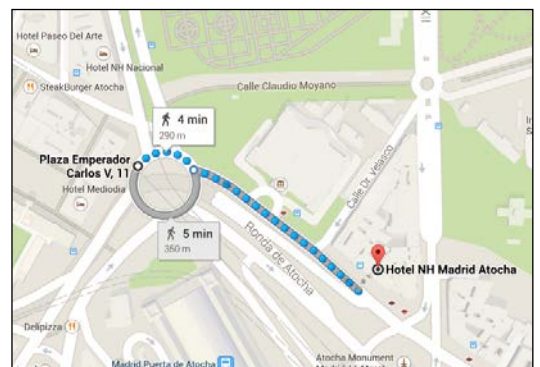 Hotel Paseo Del Arte
Hotel NH Nacional
SteakBurger Atocha
Calle Claudio Moyano
4 min
290 m
Plaza Emperador
Carlos V, 11
Hotel Mediodia
Calle Dr. Velasco
5 min
350 m
Ronda de Atocha
Hotel NH Madrid Atocha
Delipizza
Madrid Puerta de Atocha
Atocha Monument